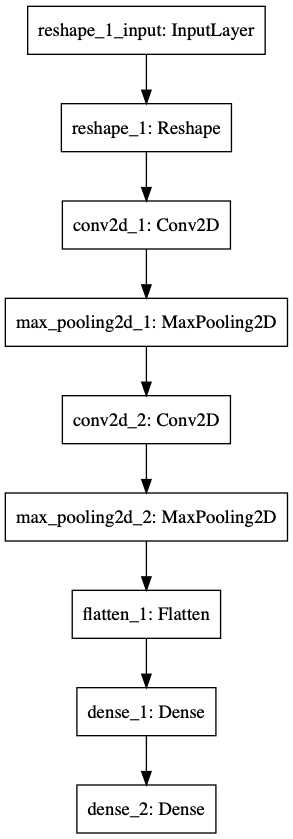 reshape_1_input: InputLayer
reshape_1: Reshape
conv2d_1: Conv2D
max_pooling2d_1: MaxPooling2D
conv2d_2: Conv2D
max_pooling2d_2: MaxPooling2D
flatten_1: Flatten
dense_1: Dense
dense_2: Dense